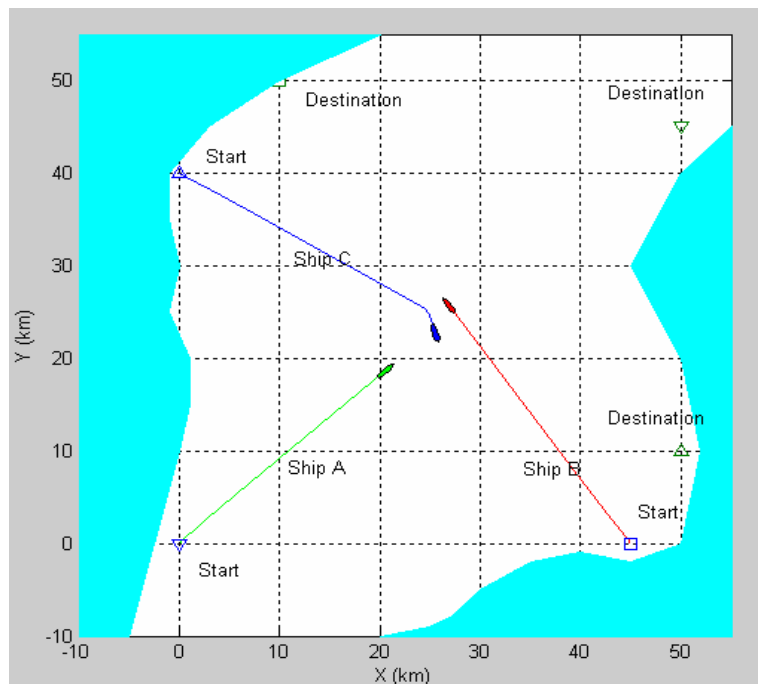 50
Destination
Destination
Start
40
Ship C
30
Y (km)
20
Destination
10
Ship A
Ship B
Start
0
Start
-10
-10
0
10
20
30
40
50
X (km)